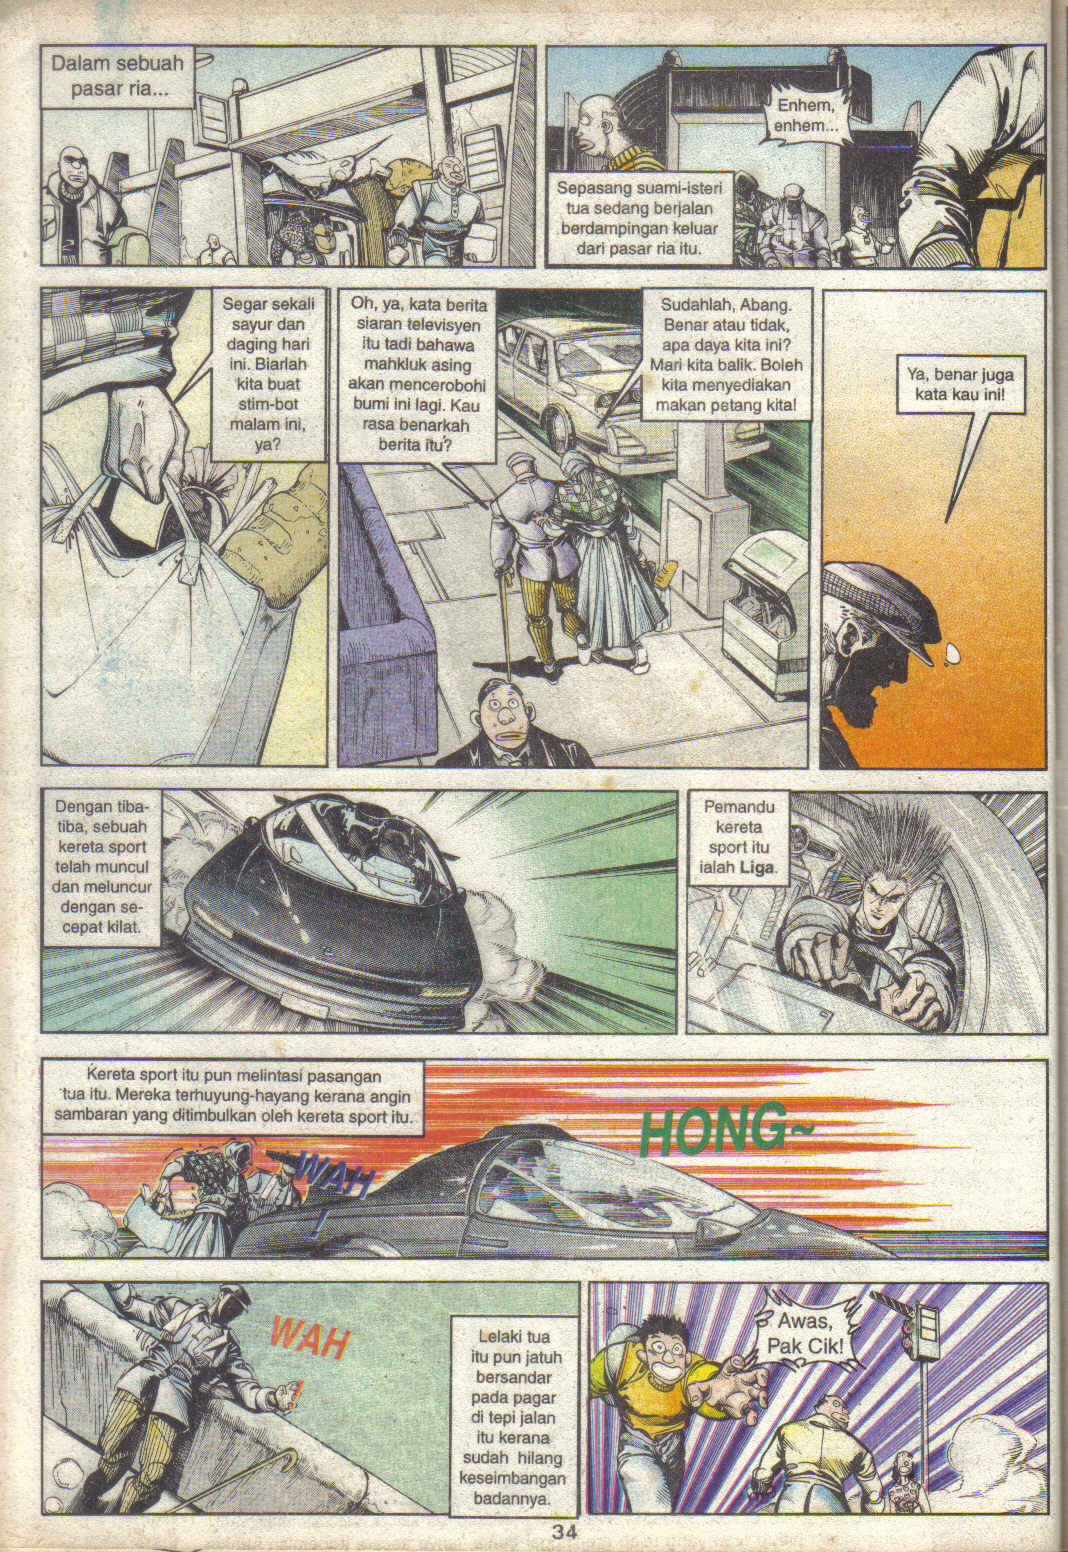 Dalam sebuah
pasar ria...
Enhem,
enhem...
Sepasang suami-isteri
tua sedang berjalan
berdampingan keluar
dari pasar ria itu.
Segar sekali
sayur dan
daging hari
ini. Biarlah
kita buat
stim-bot
malam ini,
ya?
Oh, ya, kata berita
siaran televisyen
itu tadi bahawa
mahkluk asing
akan mencerobohi
bumi ini lagi. Kau
rasa benarkah
berita itu?
Sudahlah, Abang.
Benar atau tidak,
apa daya kita ini?
Mari kita balik. Boleh
kita menyediakan
makan petang kita!
Ya, benar juga
kata kau ini!
Dengan tiba-
tiba, sebuah
kereta sport
telah muncul
dan meluncur
dengan se-
cepat kilat.
Pemandu
kereta
sport itu
ialah Liga.
Kereta sport itu pun melintasi pasangan
tua itu. Mereka terhuyung-hayang kerana angin
sambaran yang ditimbulkan oleh kereta sport itu.
HONG~
WAH
!
WAH
!
Lelaki tua
itu pun jatuh
bersandar
pada pagar
di tepi jalan
itu kerana
sudah hilang
keseimbangan
badannya.
Awas,
Pak Cik!
34